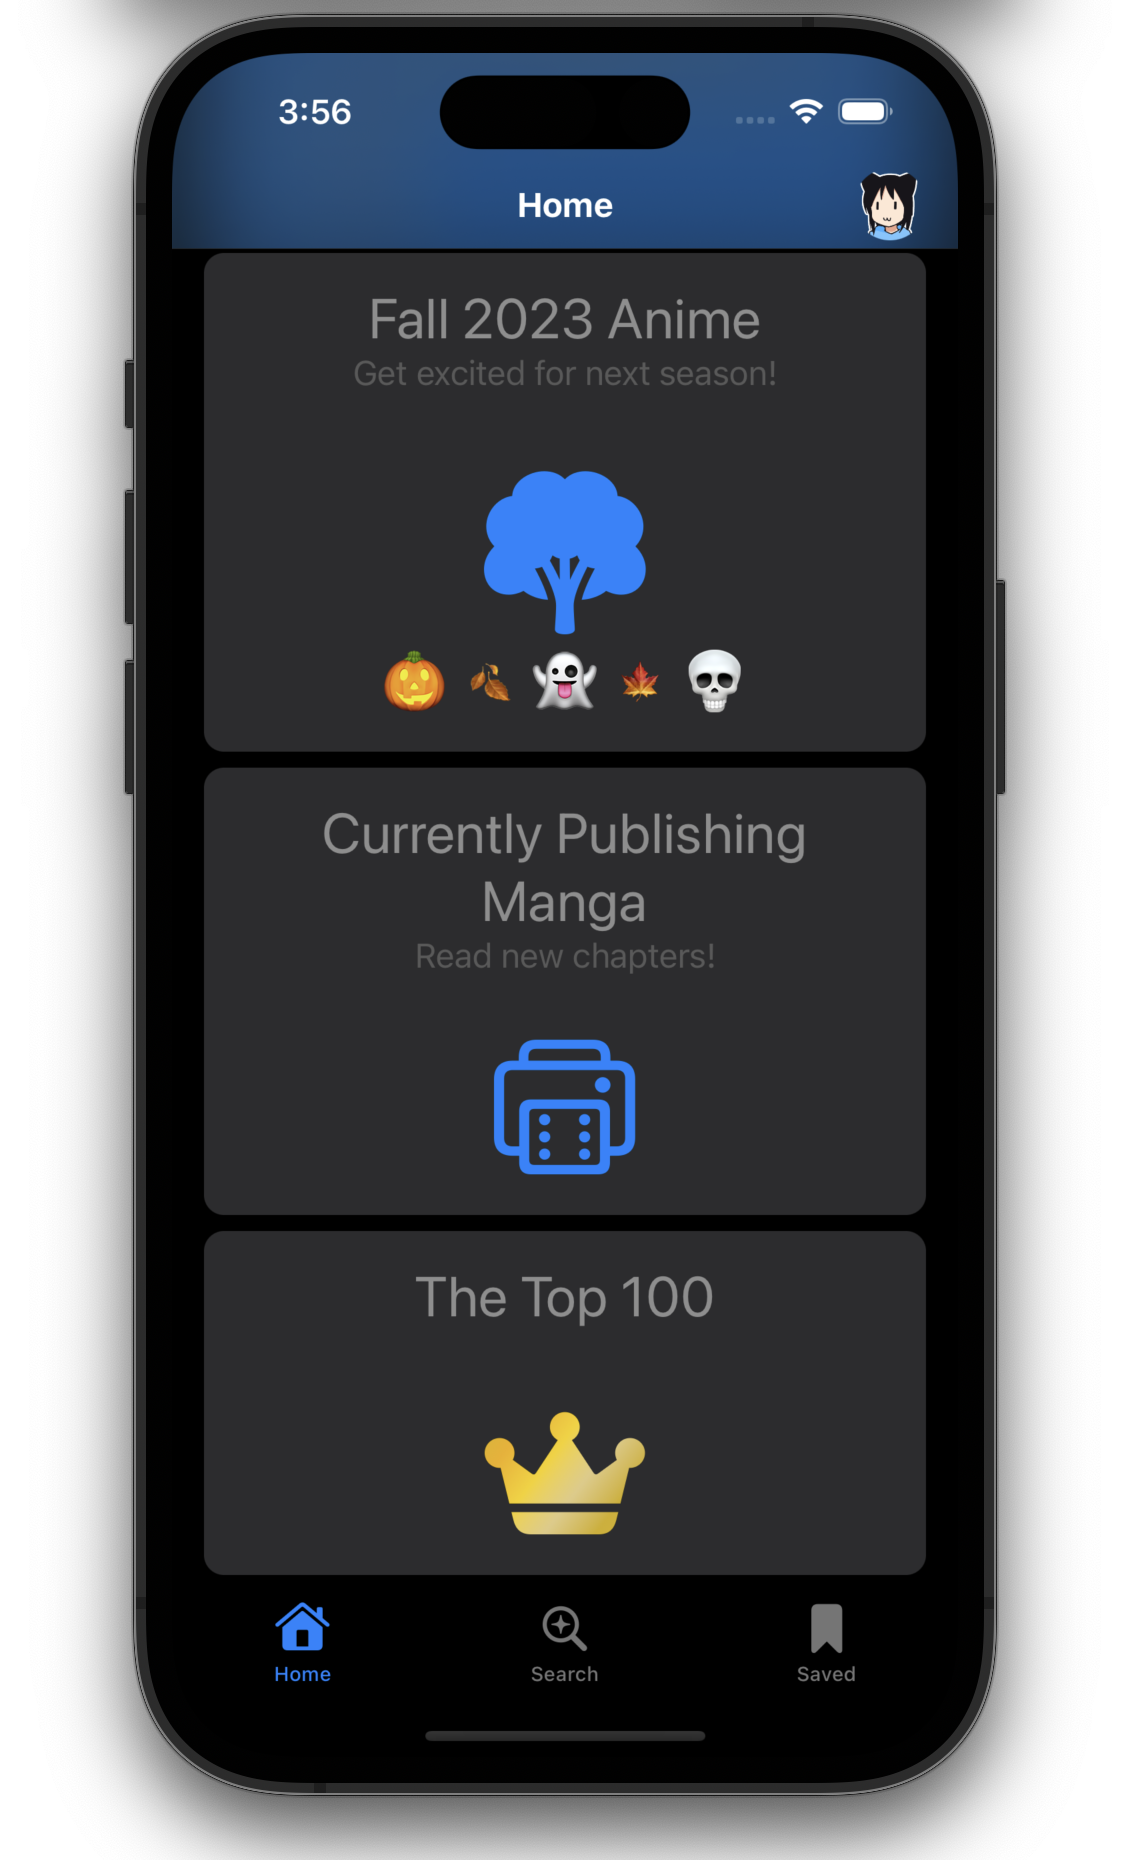 3:56
Home
Fall 2023 Anime
Get excited for next season!
Currently Publishing
Manga
Read new chapters!
The Top 100
Home
Search
Saved